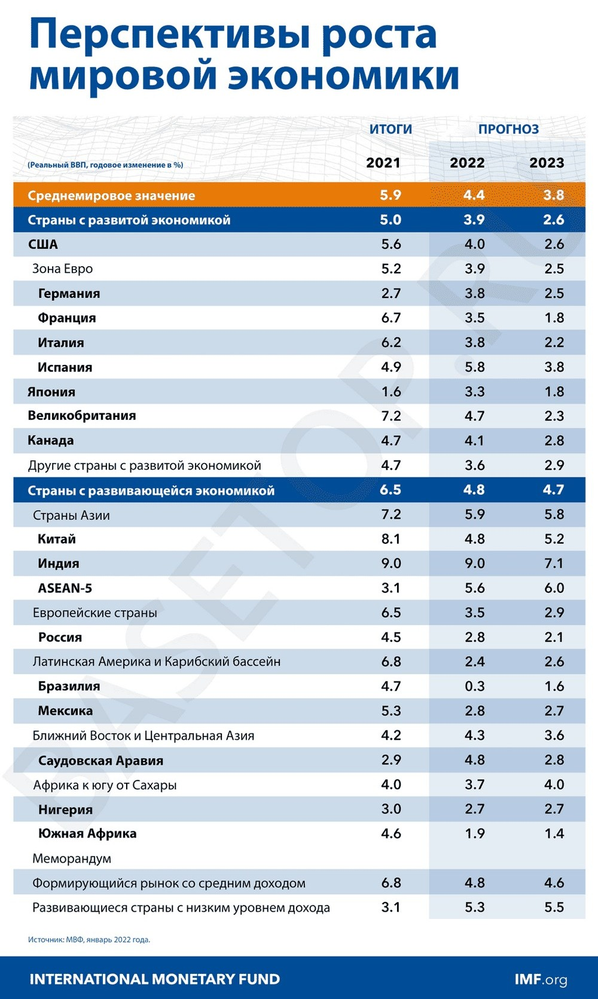 Перспективы роста
мировой экономики
ИТОГИ ПРОГНОЗ
(Реальный ВВП, годовое изменение в %) 2021 2022 2023
Среднемировое значение 5.9 4.4 3.8
Страны с развитой экономикой 5.0 3.9 2.6
США 5.6 4.0 2.6
Зона Евро 5.2 3.9 2.5
Германия 2.7 3.8 2.5
Франция 6.7 3.5 1.8
Италия 6.2 3.8 2.2
Испания 4.9 5.8 3.8
Япония 1.6 3.3 1.8
Великобритания 7.2 4.7 2.3
Канада 4.7 4.1 2.8
Другие страны с развитой экономикой 4.7 3.6 2.9
Страны с развивающейся экономикой 6.5 4.8 4.7
Страны Азии 7.2 5.9 5.8
Китай 8.1 4.8 5.2
Индия 9.0 9.0 7.1
ASEAN-5 3.1 5.6 6.0
Европейские страны 6.5 3.5 2.9
Россия 4.5 2.8 2.1
Латинская Америка и Карибский бассейн 6.8 2.4 2.6
Бразилия 4.7 0.3 1.6
Мексика 5.3 2.8 2.7
Ближний Восток и Центральная Азия 4.2 4.3 3.6
Саудовская Аравия 2.9 4.8 2.8
Африка к югу от Сахары 4.0 3.7 4.0
Нигерия 3.0 2.7 2.7
Южная Африка 4.6 1.9 1.4
Меморандум
Формирующийся рынок со средним доходом 6.8 4.8 4.6
Развивающиеся страны с низким уровнем дохода 3.1 5.3 5.5
Источник: МВФ, январь 2022 года.
INTERNATIONAL MONETARY FUND IMF.org
BASETOP.RU